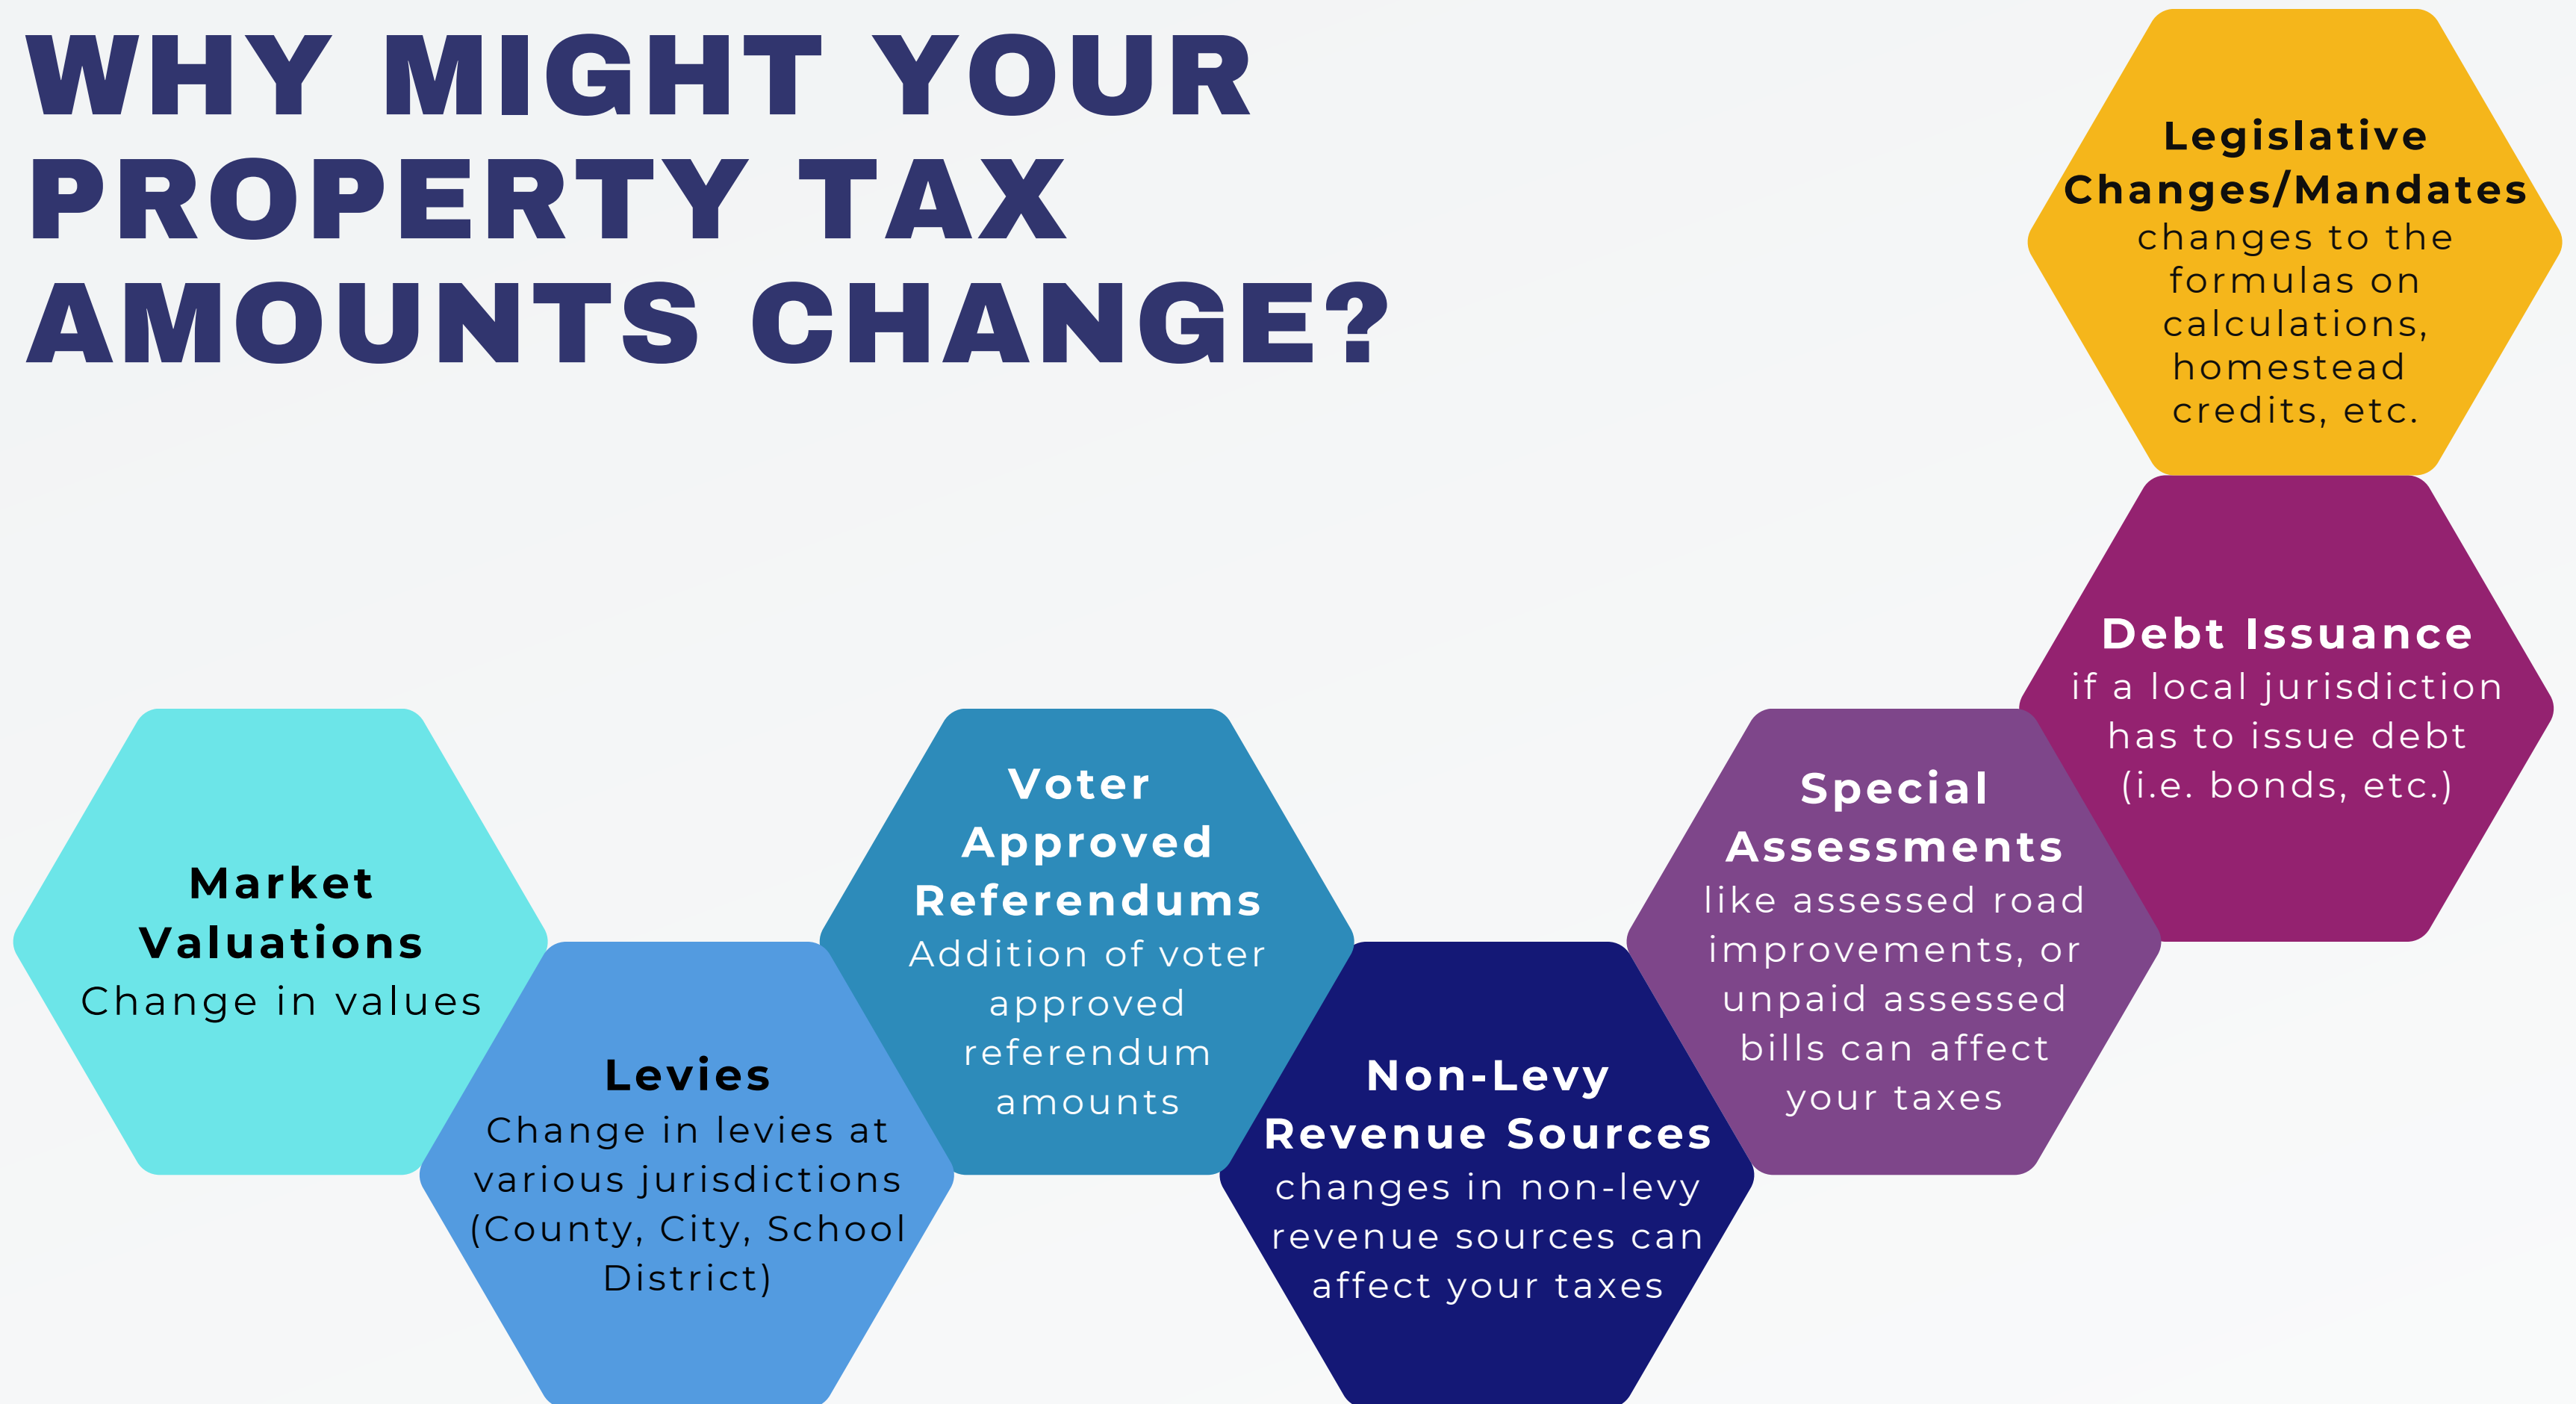 WHY MIGHT YOUR
PROPERTY TAX
AMOUNTS CHANGE?
Market
Valuations
Change in values
Levies
Change in levies at
various jurisdictions
(County, City, School
District)
Voter
Approved
Referendums
Addition of voter
approved
referendum
amounts
Non-Levy
Revenue Sources
changes in non-levy
revenue sources can
affect your taxes
Special
Assessments
like assessed road
improvements, or
unpaid assessed
bills can affect
your taxes
Debt Issuance
if a local jurisdiction
has to issue debt
(i.e. bonds, etc.)
Legislative
Changes/Mandates
changes to the
formulas on
calculations,
homestead
credits, etc.